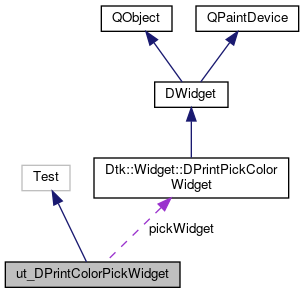 QObject
QPaintDevice
DWidget
Test
Dtk::Widget::DPrintPickColor
Widget
pickWidget
ut_DPrintColorPickWidget